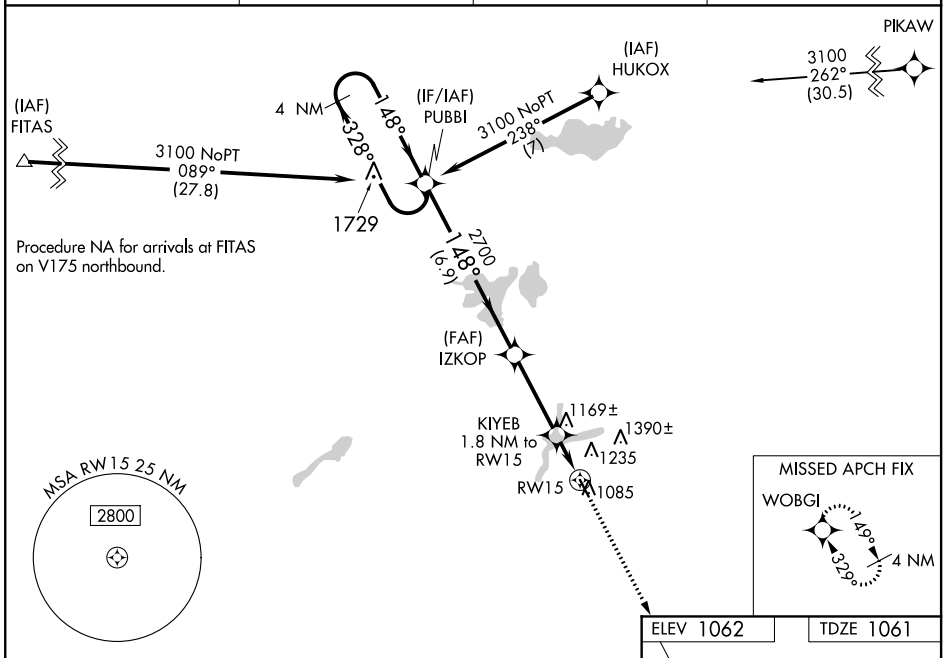 PIKAW
3100
262°
(30.5)
(IAF)
HUKOX
(IF/IAF)
PUBBI
3100 NoPT
238°
(7)
4 NM
148°
328°
(IAF)
FITAS
3100 NoPT
089°
(27.8)
1729
Procedure NA for arrivals at FITAS
on V175 northbound.
2700
148°
(6.9)
(FAF)
IZKOP
KIYEB
1.8 NM to
RW15
1169±
1390±
1235
RW15
1085
MSA RW15 25 NM
2800
MISSED APCH FIX
WOBGI
149°
329°
4 NM
ELEV 1062
TDZE 1061